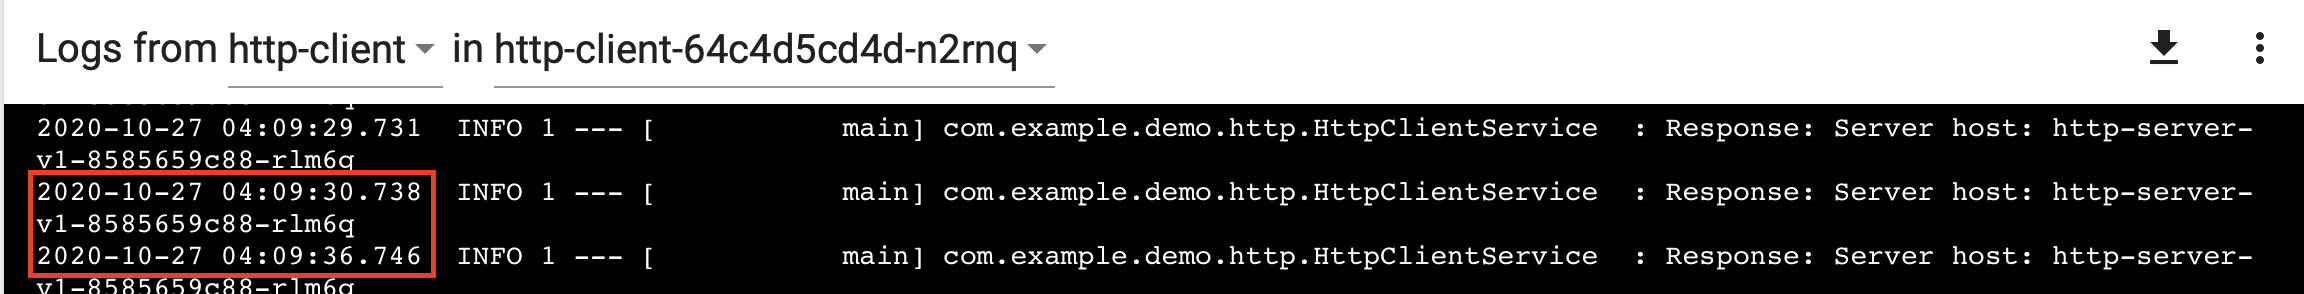 Logs from http-client in http-client-64c4d5cd4d-n2rnq
2020-10-27 04:09:29.731  INFO 1 --- [           main] com.example.demo.http.HttpClientService  : Response: Server host: http-server-
v1-8585659c88-rlm6q
2020-10-27 04:09:30.738  INFO 1 --- [           main] com.example.demo.http.HttpClientService  : Response: Server host: http-server-
v1-8585659c88-rlm6q
2020-10-27 04:09:36.746  INFO 1 --- [           main] com.example.demo.http.HttpClientService  : Response: Server host: http-server-
v1-8585659c88-rlm6q